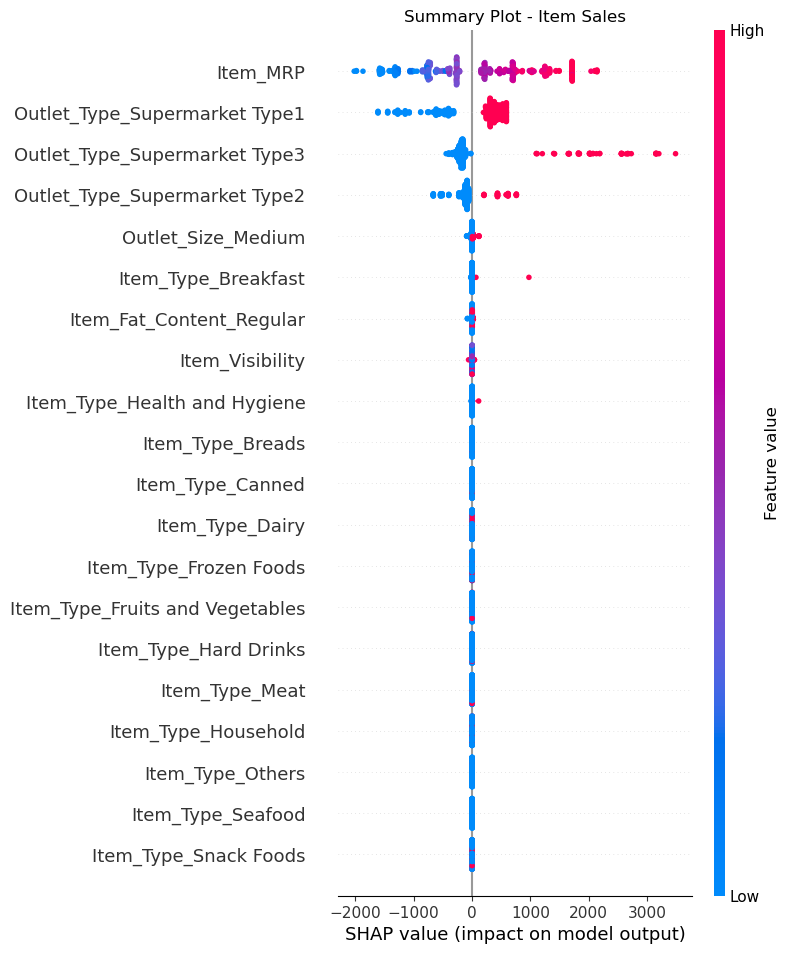 Summary Plot - Item Sales
High
Item_MRP
Outlet_Type_Supermarket Type1
Outlet_Type_Supermarket Type3
Outlet_Type_Supermarket Type2
Outlet_Size_Medium
Item_Type_Breakfast
Item_Fat_Content_Regular
Item_Visibility
Item_Type_Health and Hygiene
Item_Type_Breads
Item_Type_Canned
Item_Type_Dairy
Item_Type_Frozen Foods
Item_Type_Fruits and Vegetables
Item_Type_Hard Drinks
Item_Type_Meat
Item_Type_Household
Item_Type_Others
Item_Type_Seafood
Item_Type_Snack Foods
Feature value
Low
−2000 −1000 0 1000 2000 3000
SHAP value (impact on model output)